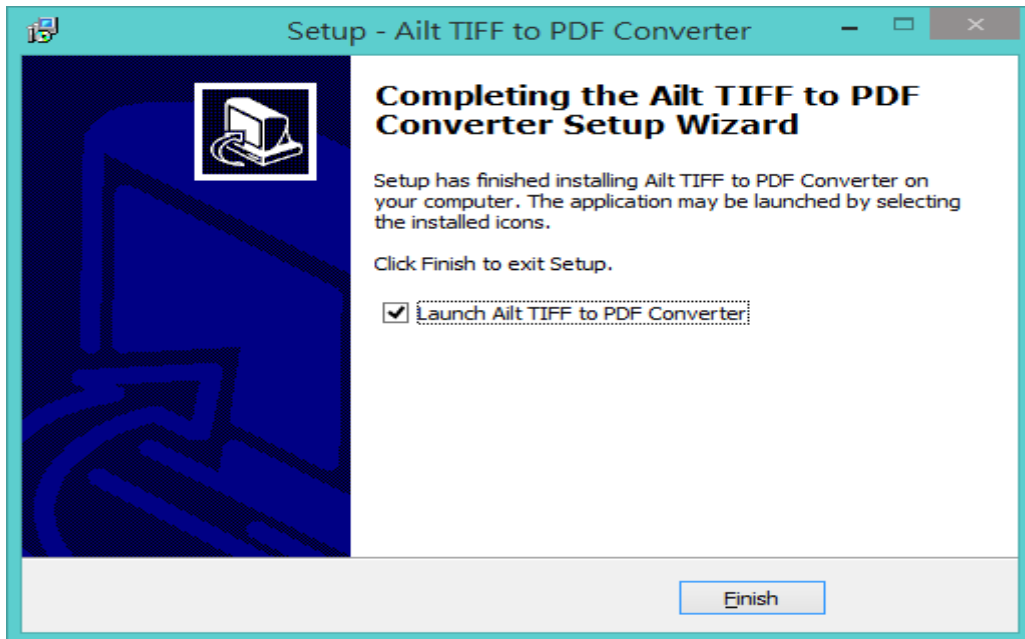 Setup - Ailt TIFF to PDF Converter
Completing the Ailt TIFF to PDF
Converter Setup Wizard
Setup has finished installing Ailt TIFF to PDF Converter on
your computer. The application may be launched by selecting
the installed icons.
Click Finish to exit Setup.
Launch Ailt TIFF to PDF Converter
Finish